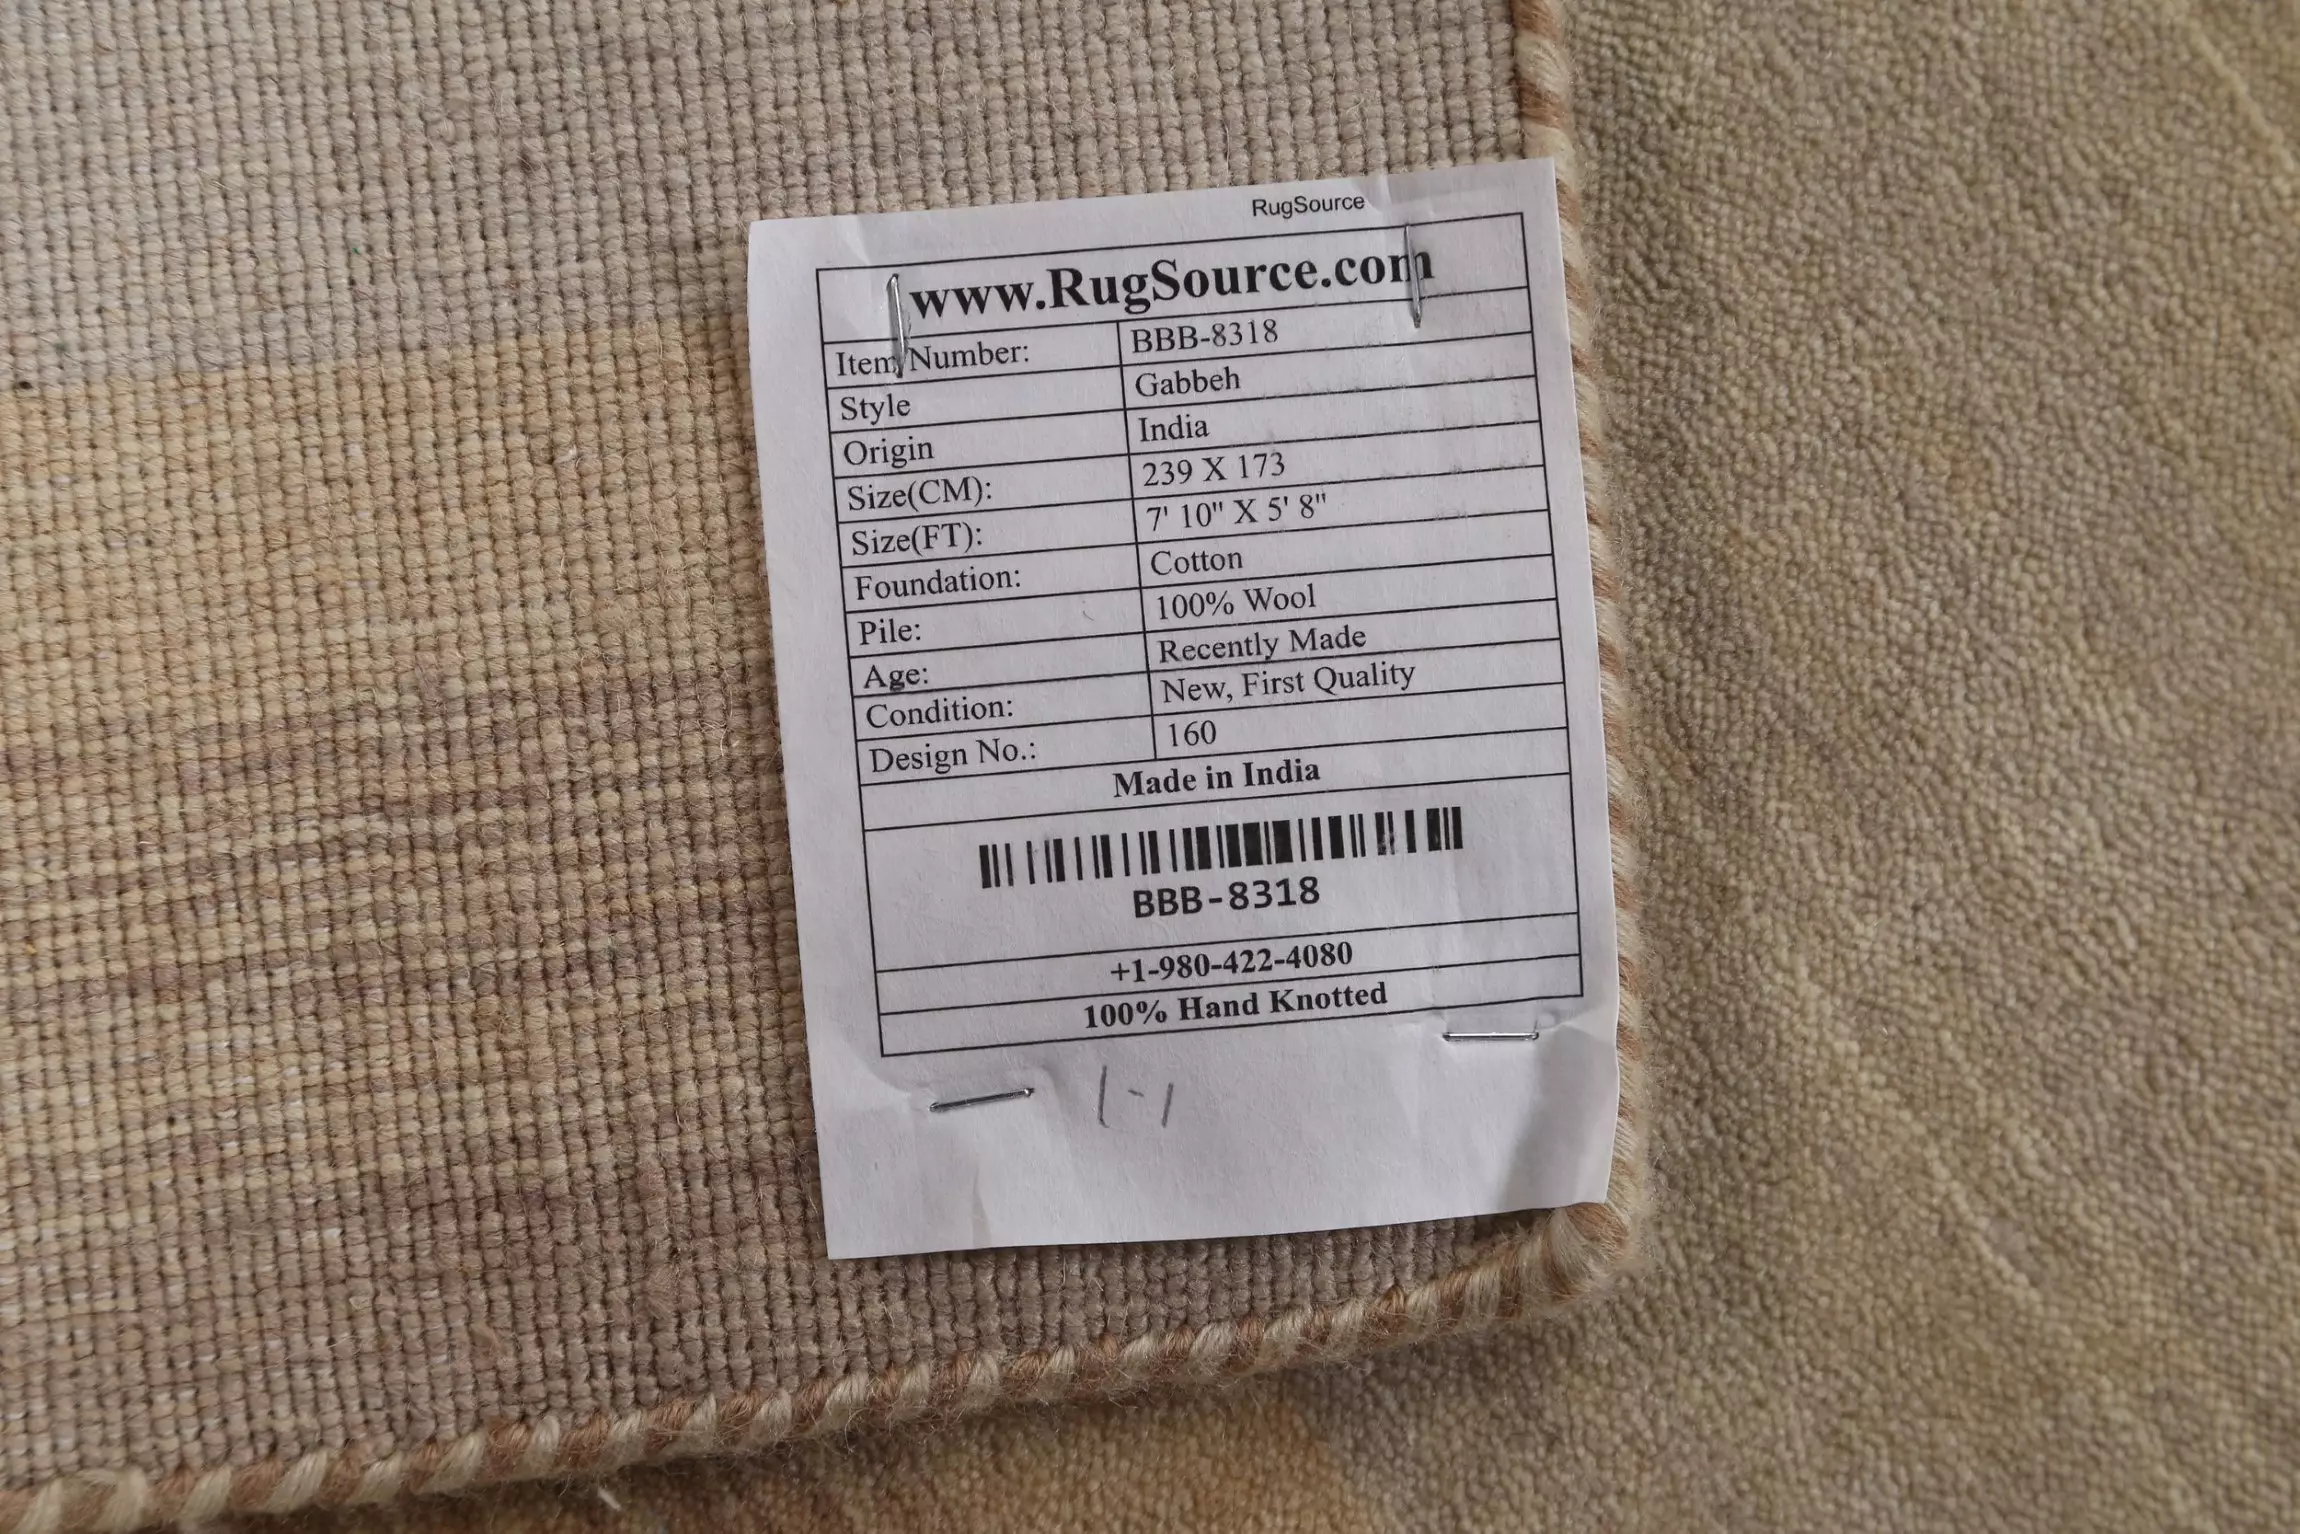 RugSource
www.RugSource.com
Item Number: BBB-8318
Style Gabbeh
Origin India
Size(CM): 239 X 173
Size(FT): 7' 10" X 5' 8"
Foundation: Cotton
Pile: 100% Wool
Age: Recently Made
Condition: New, First Quality
Design No.: 160
Made in India
BBB-8318
+1-980-422-4080
100% Hand Knotted
1-1